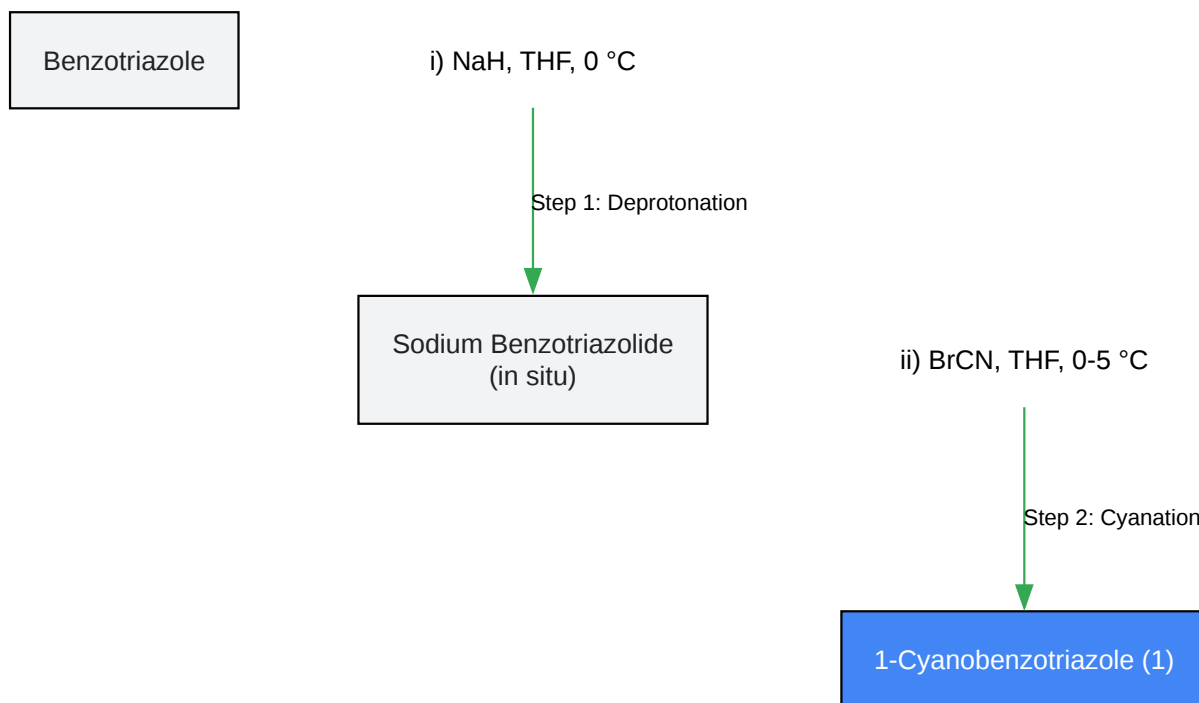 Benzotriazole
i) NaH, THF, 0 °C
Step 1: Deprotonation
Sodium Benzotriazolide
(in situ)
ii) BrCN, THF, 0-5 °C
Step 2: Cyanation
1-Cyanobenzotriazole (1)